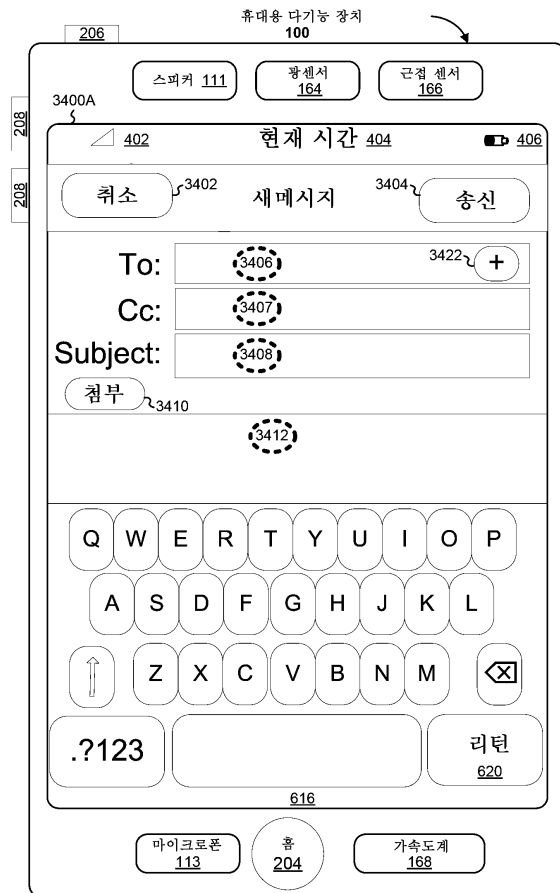 휴대용 다기능 장치
100
206
스피커 111
광센서
164
근접 센서
166
3400A
208
208
402
현재 시간 404
406
취소
3402
새메시지
3404
송신
To:
3406
3422
+
Cc:
3407
Subject:
3408
첨부
3410
3412
Q W E R T Y U I O P
A S D F G H J K L
Z X C V B N M
.?123
리턴
620
616
마이크로폰
113
홈
204
가속도계
168